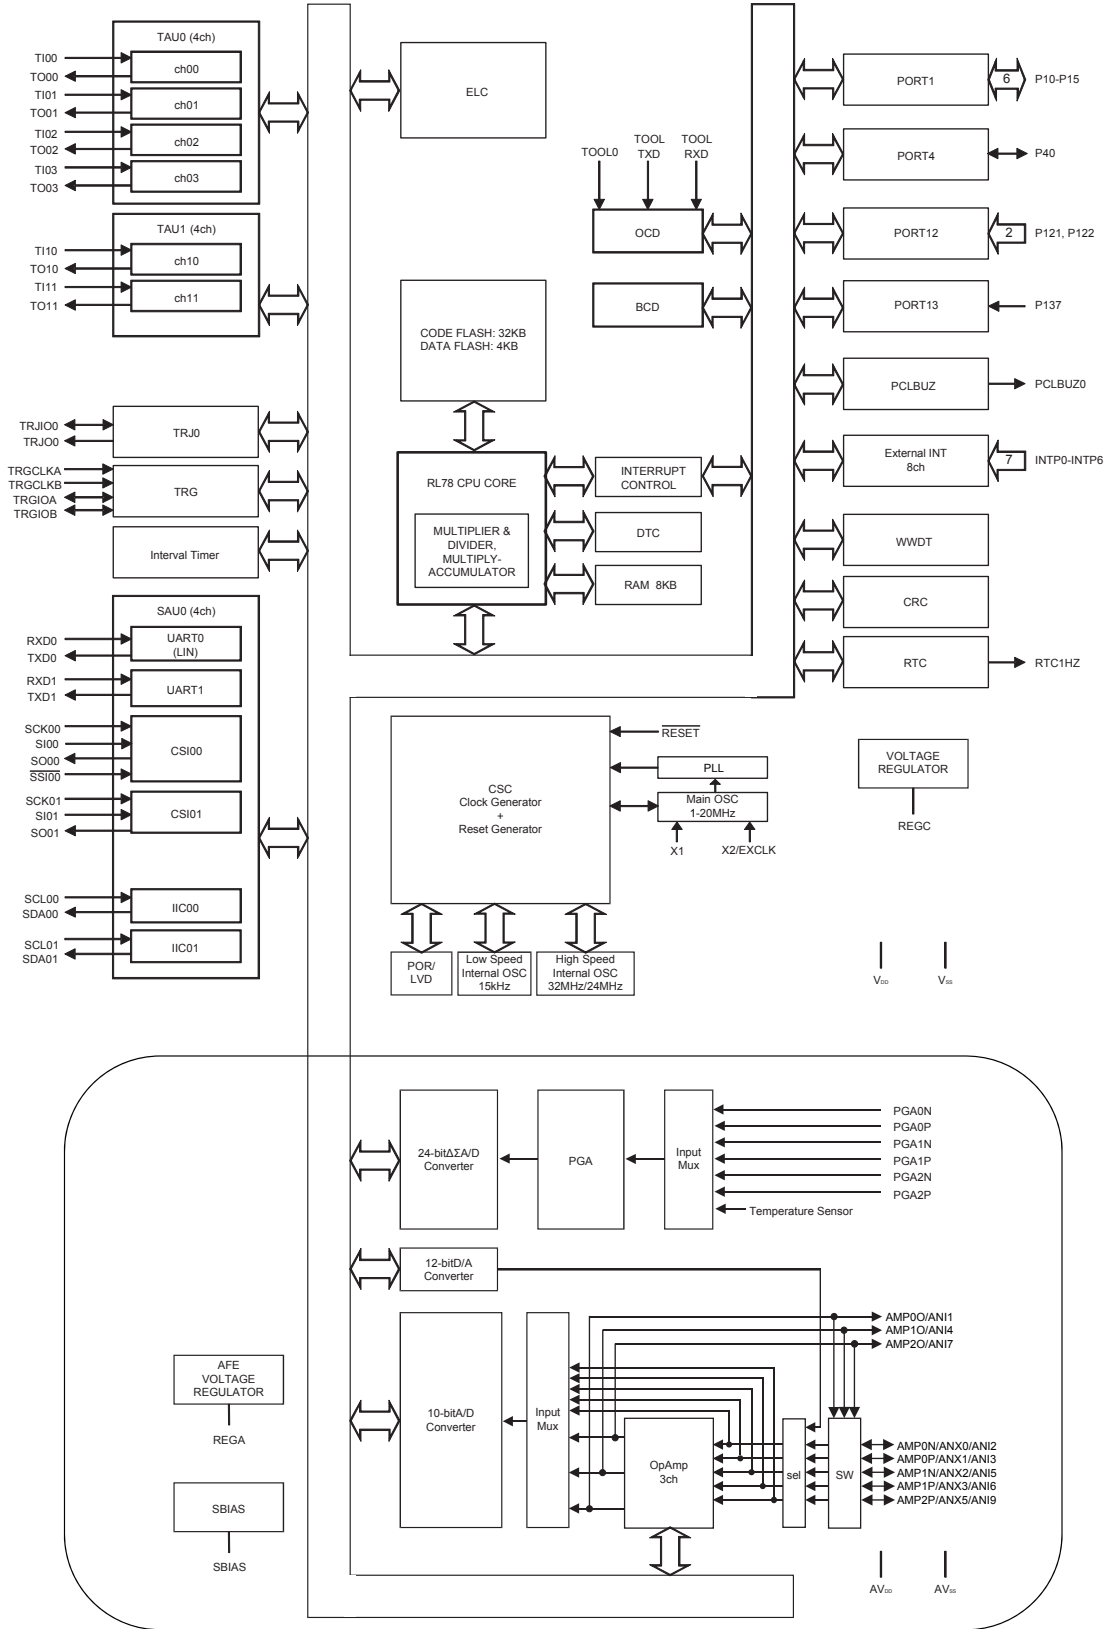 TAU0 (4ch)
TI00
TO00
ch00
TI01
TO01
ch01
TI02
TO02
ch02
TI03
TO03
ch03
TAU1 (4ch)
TI10
TO10
ch10
TI11
TO11
ch11
TRJIO0
TRJO0
TRJ0
TRGCLKA
TRGCLKB
TRGIOA
TRGIOB
TRG
Interval Timer
SAU0 (4ch)
RXD0
TXD0
UART0
(LIN)
RXD1
TXD1
UART1
SCK00
SI00
SO00
SSI00
CSI00
SCK01
SI01
SO01
CSI01
SCL00
SDA00
IIC00
SCL01
SDA01
IIC01
ELC
TOOL0
TOOL
TXD
TOOL
RXD
OCD
BCD
CODE FLASH: 32KB
DATA FLASH: 4KB
RL78 CPU CORE
MULTIPLIER &
DIVIDER,
MULTIPLY-
ACCUMULATOR
INTERRUPT
CONTROL
DTC
RAM 8KB
PORT1
6
P10-P15
PORT4
P40
PORT12
2
P121, P122
PORT13
P137
PCLBUZ
PCLBUZ0
External INT
8ch
7
INTP0-INTP6
WWDT
CRC
RTC
RTC1HZ
CSC
Clock Generator
+
Reset Generator
RESET
PLL
Main OSC
1-20MHz
X1
X2/EXCLK
POR/
LVD
Low Speed
Internal OSC
15kHz
High Speed
Internal OSC
32MHz/24MHz
VOLTAGE
REGULATOR
REGC
VDD
VSS
24-bitΔΣA/D
Converter
PGA
Input
Mux
PGA0N
PGA0P
PGA1N
PGA1P
PGA2N
PGA2P
Temperature Sensor
12-bitD/A
Converter
10-bitA/D
Converter
Input
Mux
OpAmp
3ch
sel
SW
AMP0O/ANI1
AMP1O/ANI4
AMP2O/ANI7
AMP0N/ANX0/ANI2
AMP0P/ANX1/ANI3
AMP1N/ANX2/ANI5
AMP1P/ANX3/ANI6
AMP2P/ANX5/ANI9
AFE
VOLTAGE
REGULATOR
REGA
SBIAS
SBIAS
AVDD
AVSS